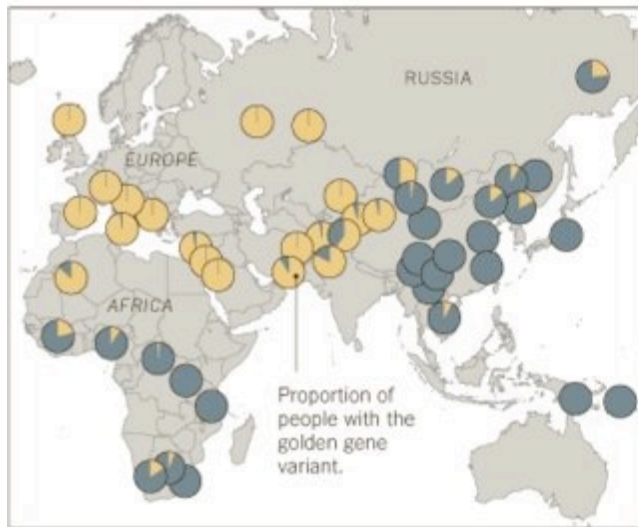 RUSSIA
EUROPE
AFRICA
Proportion of
people with the
golden gene
variant.